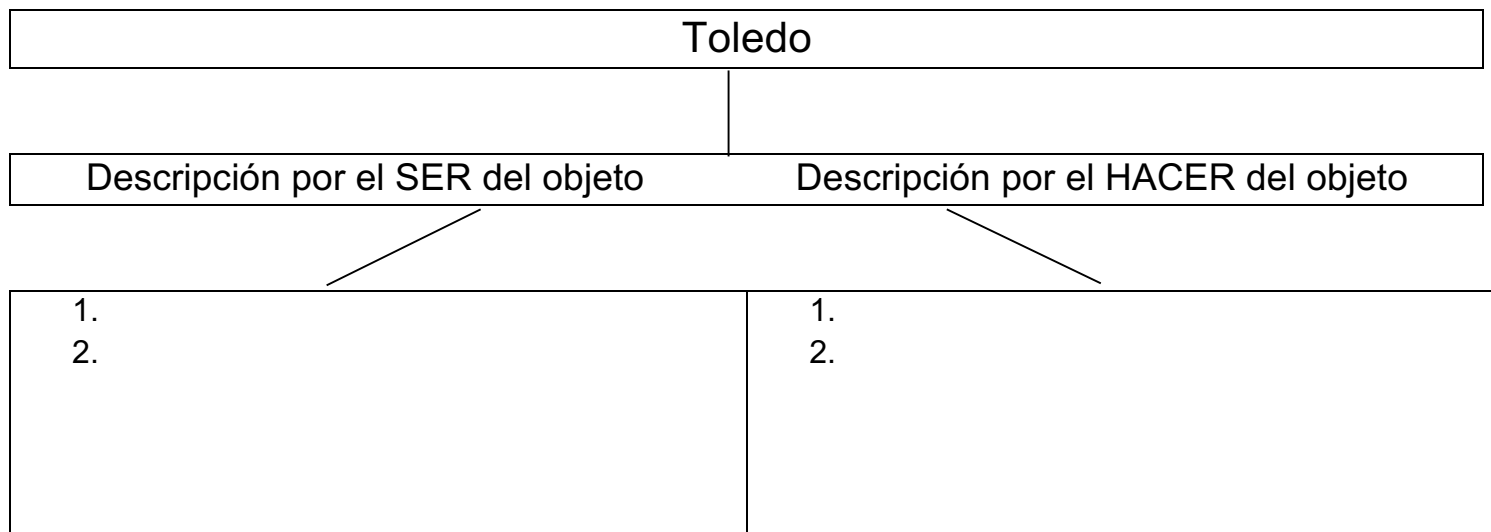 Toledo
Descripción por el SER del objeto
Descripción por el HACER del objeto
1.
2.
1.
2.